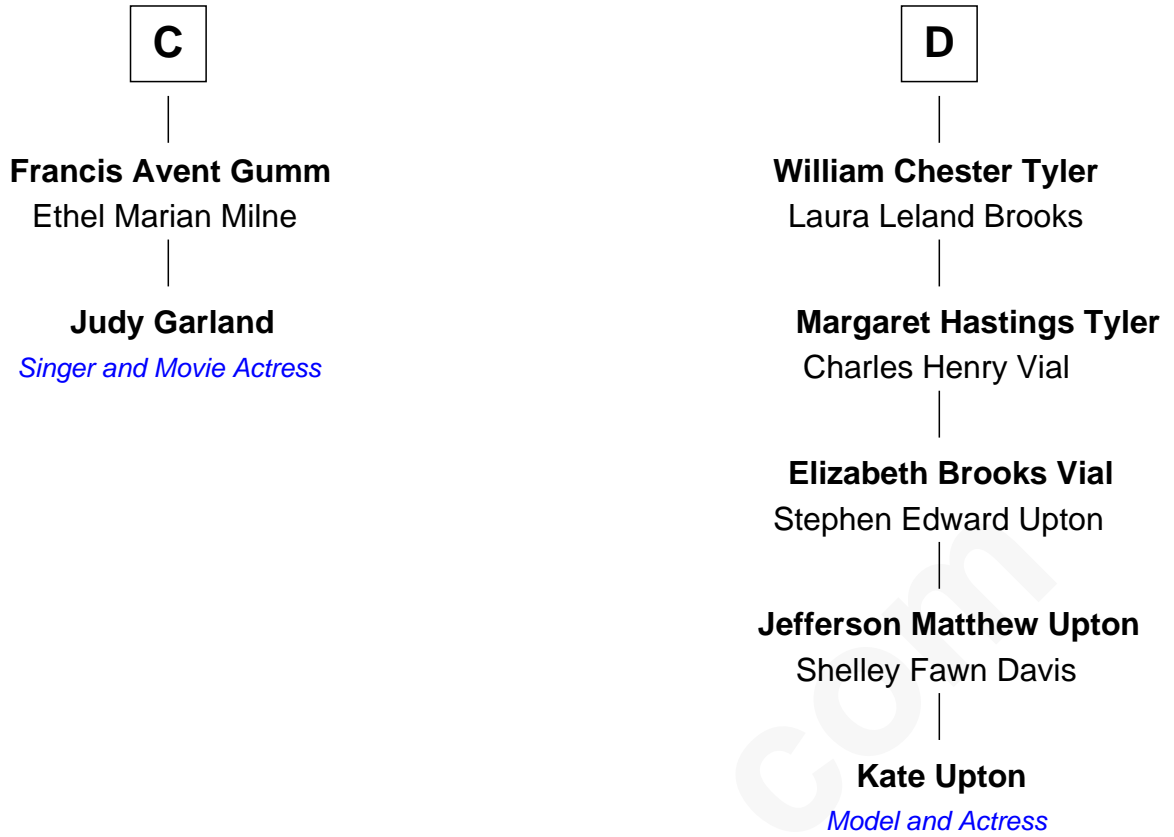 C
Francis Avent Gumm
Ethel Marian Milne
Judy Garland
Singer and Movie Actress
D
William Chester Tyler
Laura Leland Brooks
Margaret Hastings Tyler
Charles Henry Vial
Elizabeth Brooks Vial
Stephen Edward Upton
Jefferson Matthew Upton
Shelley Fawn Davis
Kate Upton
Model and Actress
com